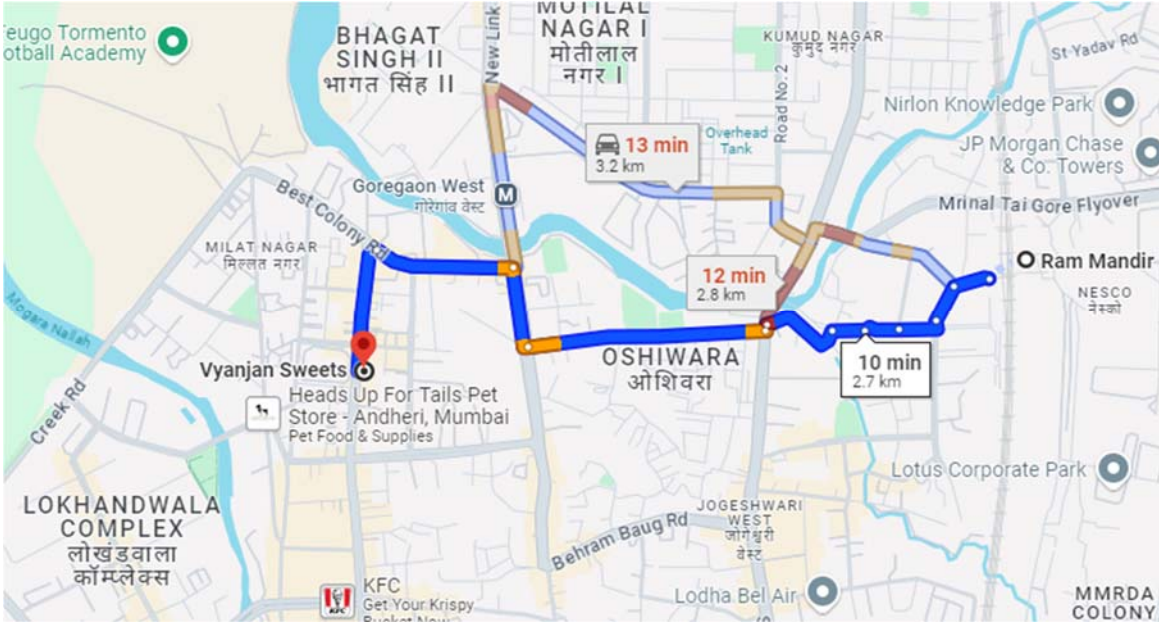 Teugo Tormento
Football Academy
BHAGAT
SINGH II
भागत सिंह II
New Link
MOTILAL
NAGAR I
मोतीलाल
नगर I
KUMUD NAGAR
कुमुद नगर
St Yadav Rd
Road No. 2
Nirlon Knowledge Park
Overhead
Tank
13 min
3.2 km
JP Morgan Chase
& Co. Towers
Goregaon West
गोरेगांव वेस्ट
M
Best Colony Rd
Mrinal Tai Gore Flyover
MILAT NAGAR
मिल्लत नगर
12 min
2.8 km
Ram Mandir
NESCO
नेस्को
Mogara Nallah
OSHIWARA
ओशिवरा
10 min
2.7 km
Vyanjan Sweets
Heads Up For Tails Pet
Store - Andheri, Mumbai
Pet Food & Supplies
Creek Rd
Lotus Corporate Park
LOKHANDWALA
COMPLEX
लोखंडवाला
कॉम्प्लेक्स
JOGESHWARI
WEST
जोगेश्वरी
वेस्ट
Behram Baug Rd
KFC
KFC
Get Your Krispy
Bucket Now
Lodha Bel Air
MMRDA
COLONY